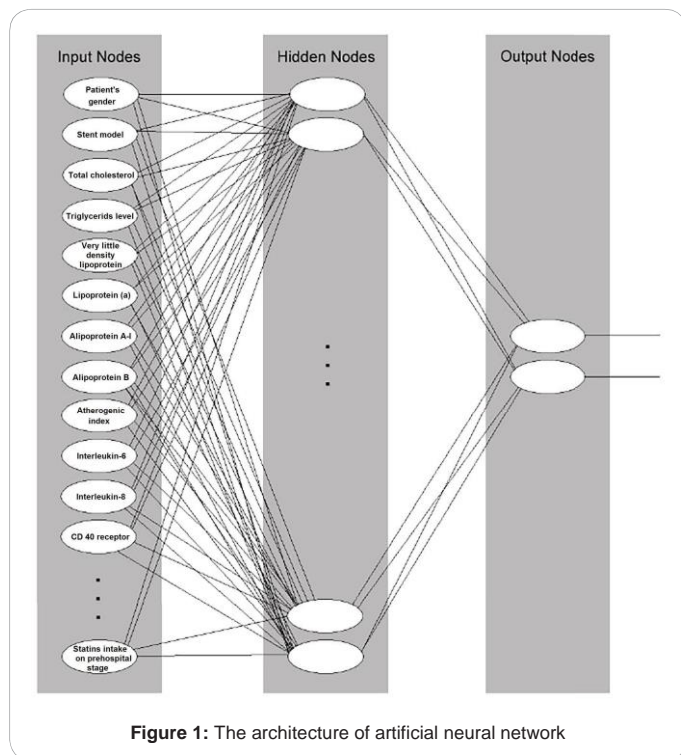 Input Nodes
Hidden Nodes
Output Nodes
Patient's
gender
Stent model
Total cholesterol
Triglycerids level
Very little
density
lipoprotein
Lipoprotein (a)
Alipoprotein A-I
Alipoprotein B
Atherogenic
index
Interleukin-6
Interleukin-8
CD 40 receptor
Statins intake
on prehospital
stage
Figure 1: The architecture of artificial neural network